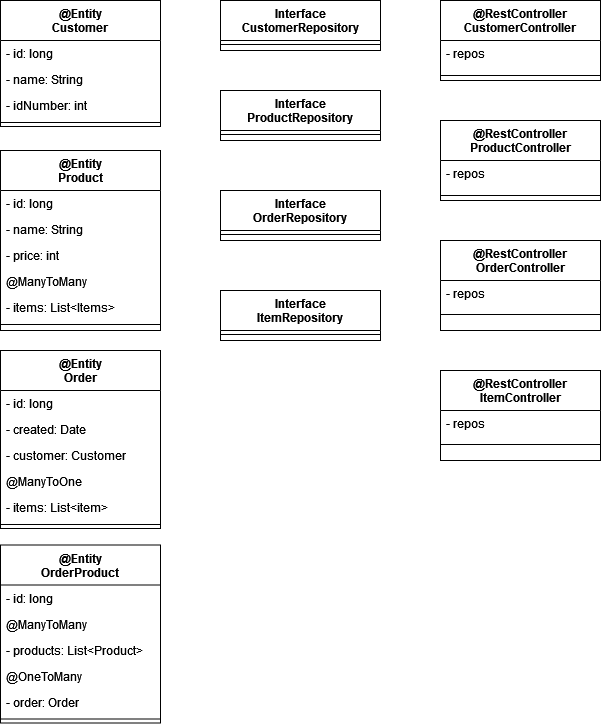 @Entity
Customer
- id: long
- name: String
- idNumber: int
@Entity
Product
- id: long
- name: String
- price: int
@ManyToMany
- items: List<Items>
@Entity
Order
- id: long
- created: Date
- customer: Customer
@ManyToOne
- items: List<item>
@Entity
OrderProduct
- id: long
@ManyToMany
- products: List<Product>
@OneToMany
- order: Order
Interface
CustomerRepository
Interface
ProductRepository
Interface
OrderRepository
Interface
ItemRepository
@RestController
CustomerController
- repos
@RestController
ProductController
- repos
@RestController
OrderController
- repos
@RestController
ItemController
- repos